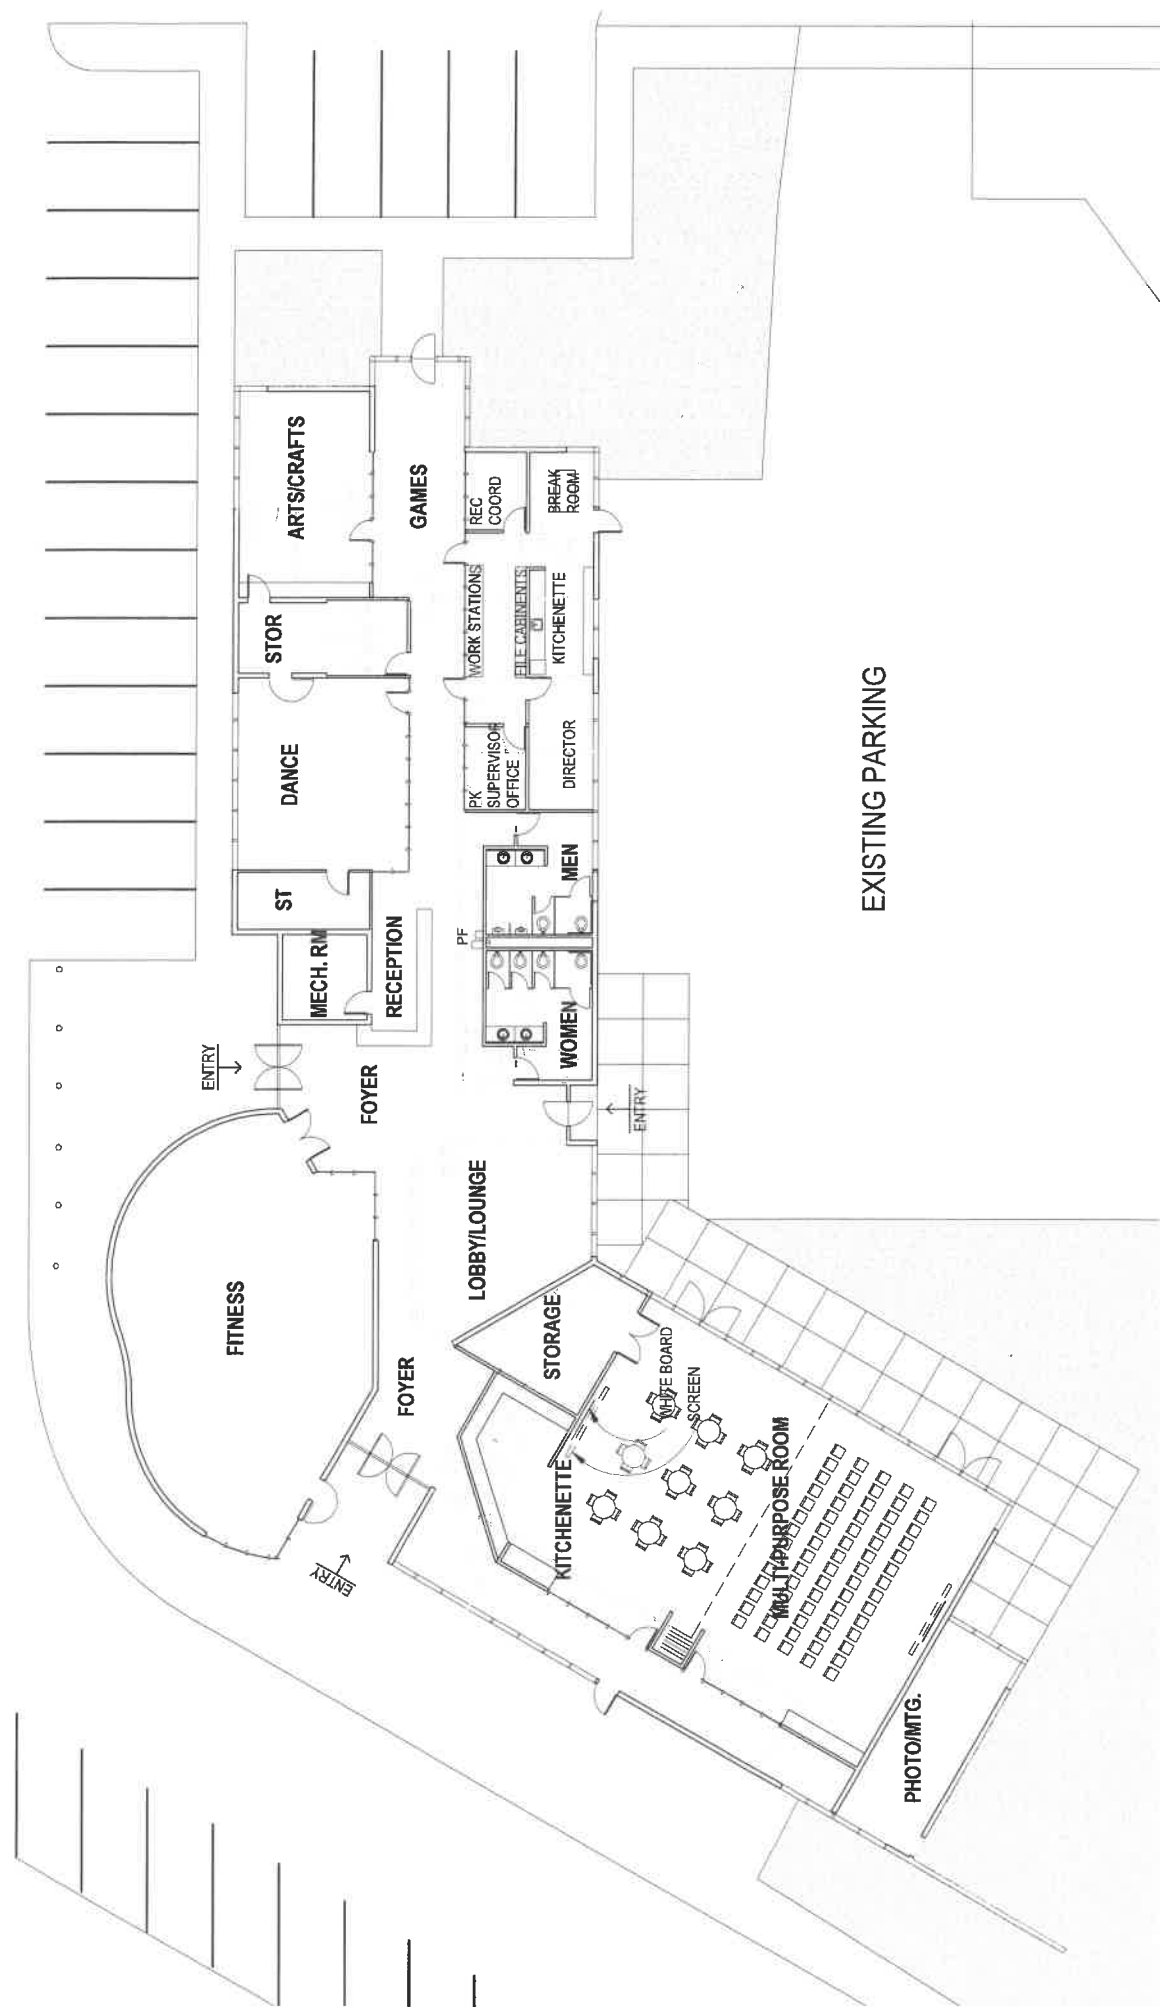 ARTS/CRAFTS
GAMES
REC
COORD
BREAK
ROOM
STOR
WORK STATIONS
FILE CABINENTS
KITCHENETTE
DANCE
PK
SUPERVISOR
OFFICE
DIRECTOR
EXISTING PARKING
ST
MEN
MECH. RM
RECEPTION
PF
WOMEN
ENTRY
FOYER
ENTRY
LOBBY/LOUNGE
FITNESS
STORAGE
FOYER
WHITE BOARD
SCREEN
KITCHENETTE
MULTI-PURPOSE ROOM
ENTRY
PHOTO/MTG.